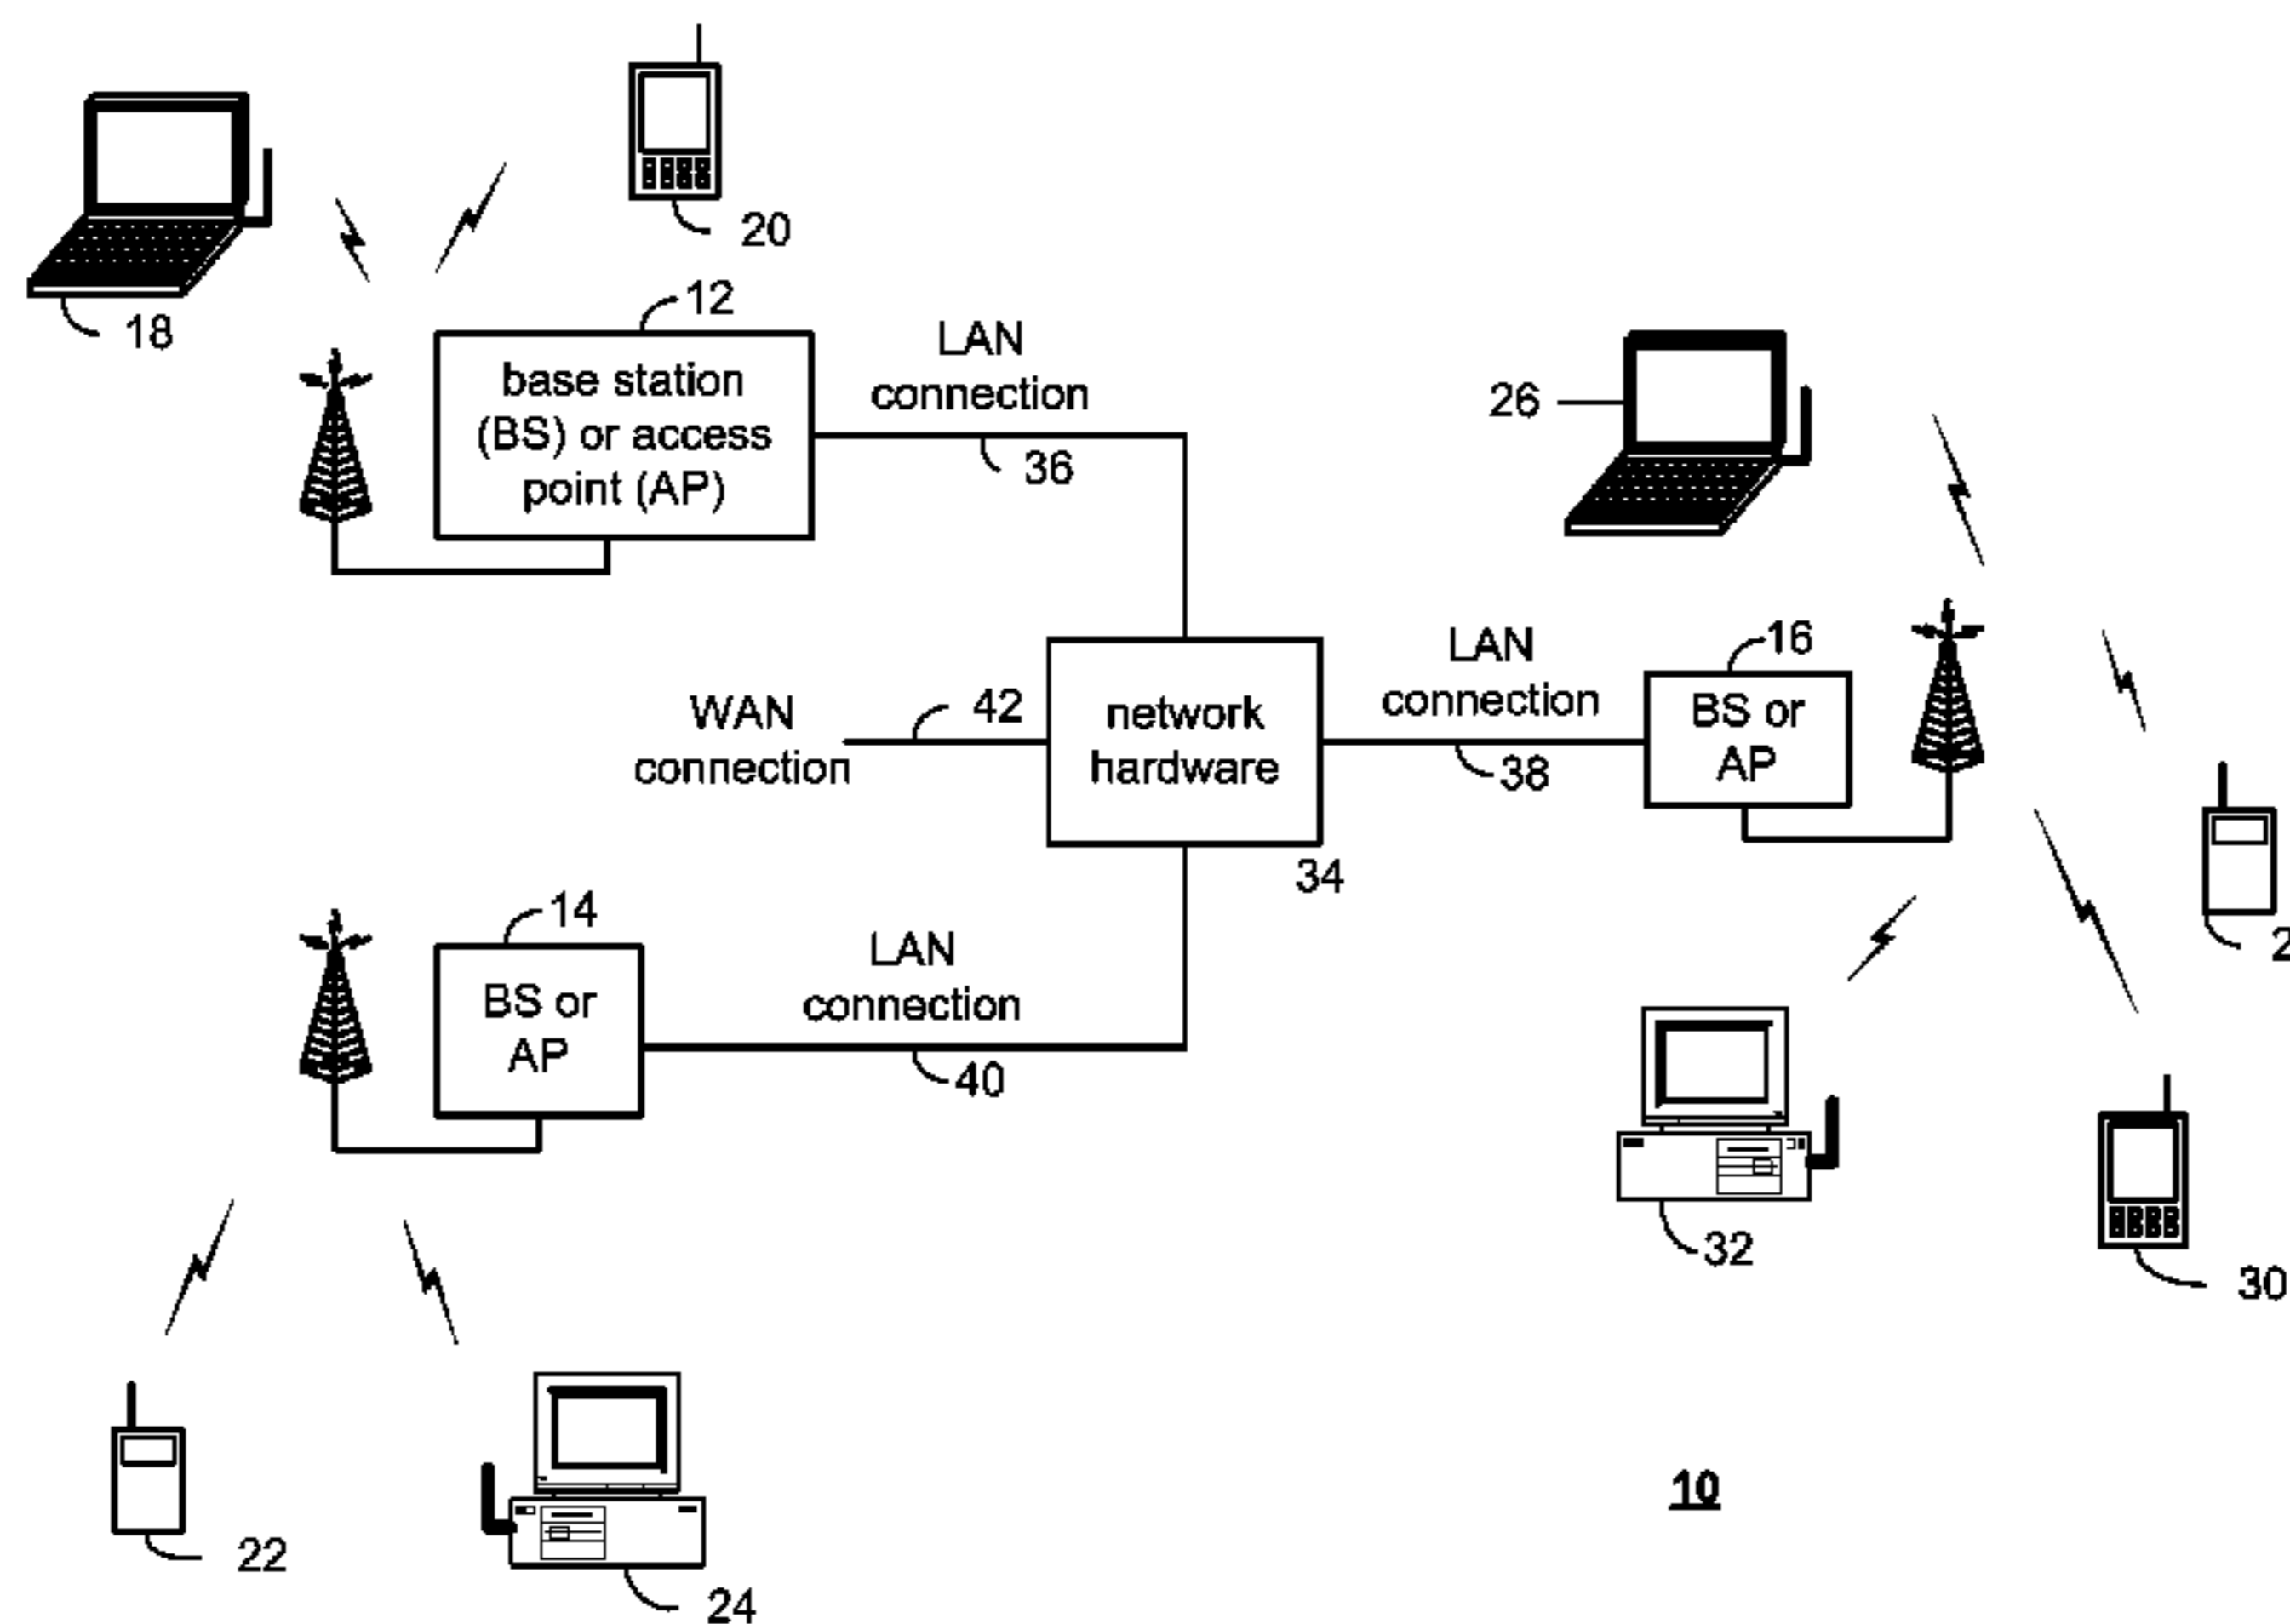 20
18
12
base station
(BS) or access
point (AP)
LAN
connection
36
26
WAN
connection
42
network
hardware
34
LAN
connection
38
16
BS or
AP
14
BS or
AP
LAN
connection
40
2
32
30
22
24
10